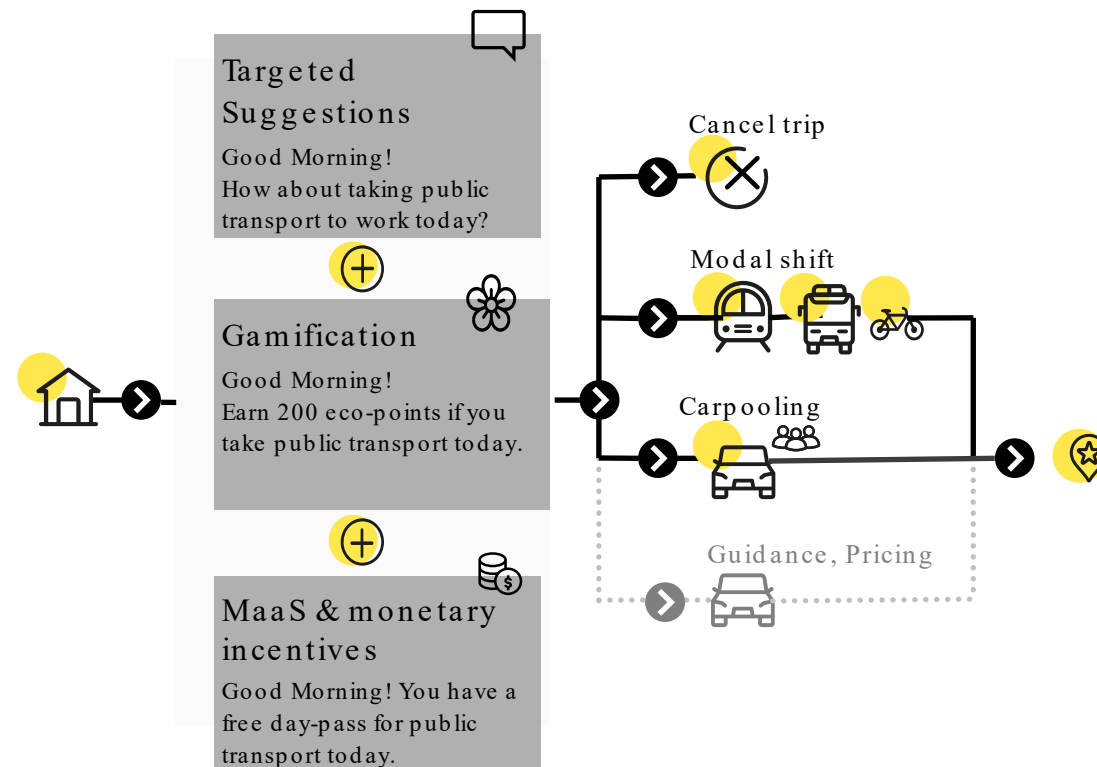 Targeted
Suggestions
Good Morning!
How about taking public
transport to work today?
Gamification
Good Morning!
Earn 200 eco-points if you
take public transport today.
MaaS & monetary
incentives
Good Morning! You have a
free day-pass for public
transport today.
Cancel trip
Modal shift
Carpooling
Guidance, Pricing
$